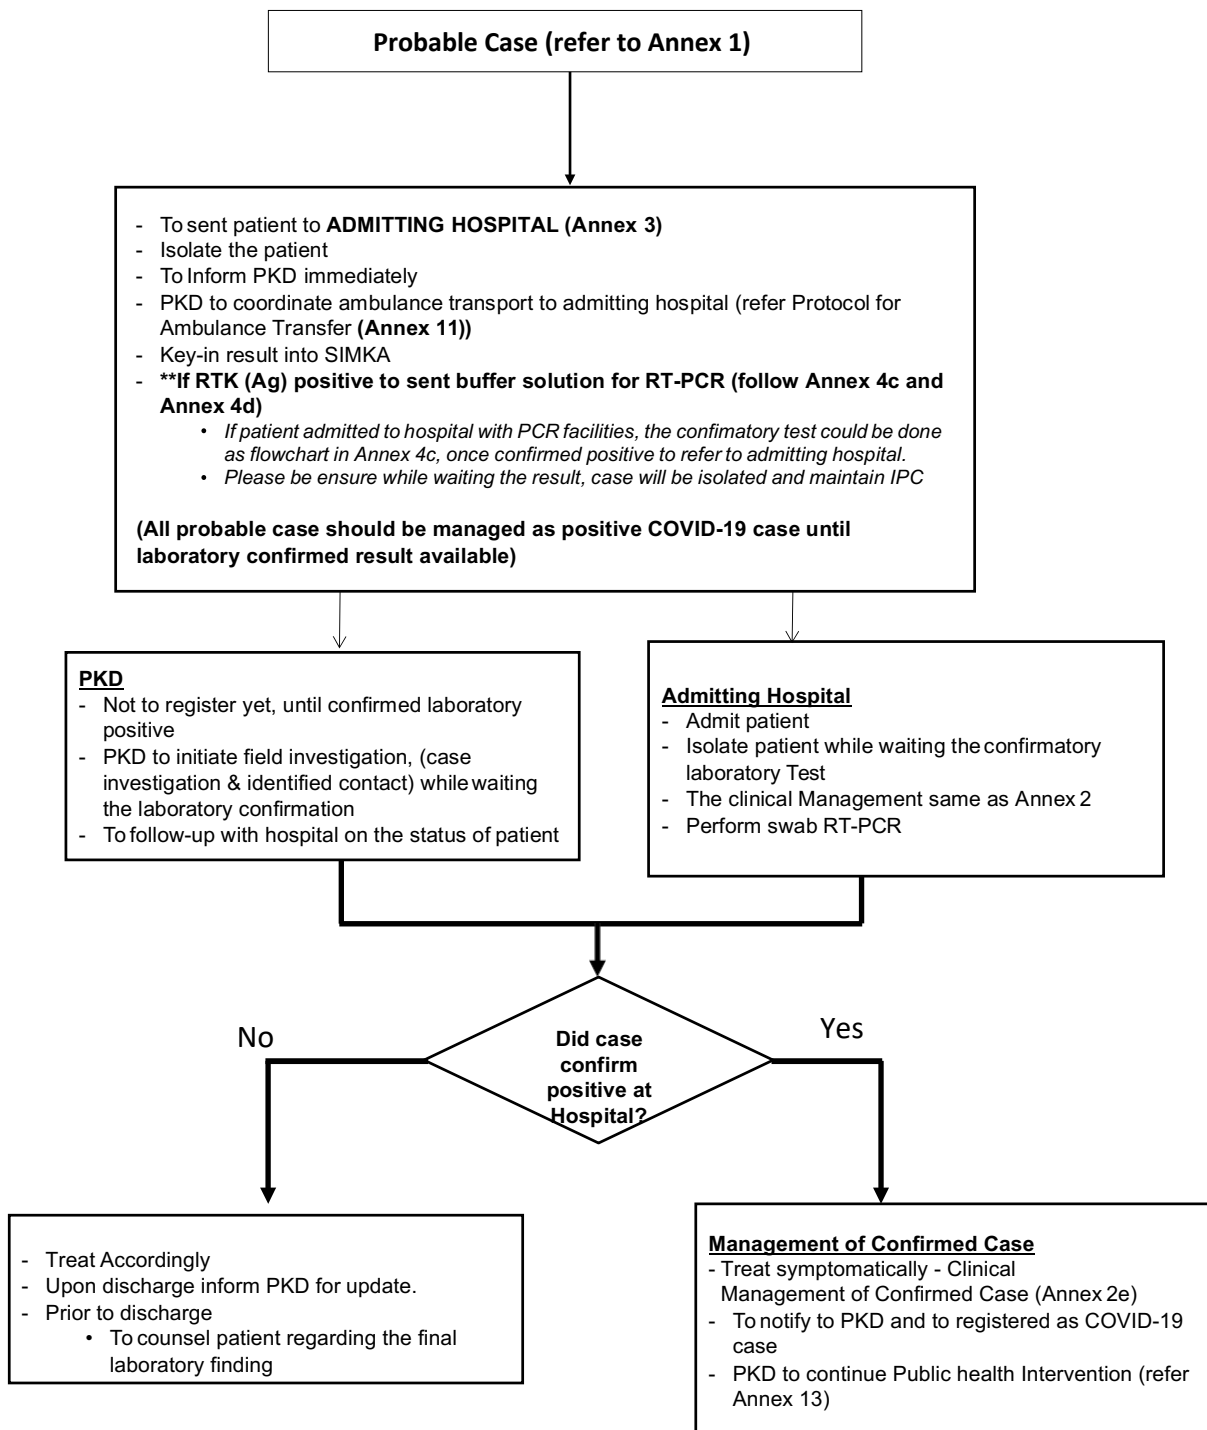 Probable Case (refer to Annex 1)
- To sent patient to ADMITTING HOSPITAL (Annex 3)
- Isolate the patient
- To Inform PKD immediately
- PKD to coordinate ambulance transport to admitting hospital (refer Protocol for
Ambulance Transfer (Annex 11))
- Key-in result into SIMKA
- **If RTK (Ag) positive to sent buffer solution for RT-PCR (follow Annex 4c and
Annex 4d)
• If patient admitted to hospital with PCR facilities, the confimatory test could be done
as flowchart in Annex 4c, once confirmed positive to refer to admitting hospital.
• Please be ensure while waiting the result, case will be isolated and maintain IPC
(All probable case should be managed as positive COVID-19 case until
laboratory confirmed result available)
PKD
- Not to register yet, until confirmed laboratory
positive
- PKD to initiate field investigation, (case
investigation & identified contact) while waiting
the laboratory confirmation
- To follow-up with hospital on the status of patient
Admitting Hospital
- Admit patient
- Isolate patient while waiting the confirmatory
laboratory Test
- The clinical Management same as Annex 2
- Perform swab RT-PCR
No
Did case
confirm
positive at
Hospital?
Yes
- Treat Accordingly
- Upon discharge inform PKD for update.
- Prior to discharge
• To counsel patient regarding the final
laboratory finding
Management of Confirmed Case
- Treat symptomatically - Clinical
Management of Confirmed Case (Annex 2e)
- To notify to PKD and to registered as COVID-19
case
- PKD to continue Public health Intervention (refer
Annex 13)